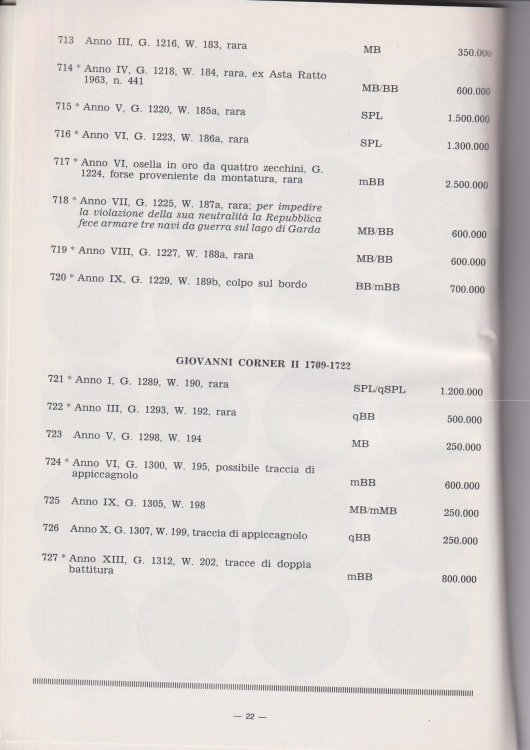 713 Anno III, G. 1216, W. 183, rara MB 350.000
714 * Anno IV, G. 1218, W. 184, rara, ex Asta Ratto
1963, n. 441 MB/BB 600.000
715 * Anno V, G. 1220, W. 185a, rara SPL 1.500.000
716 * Anno VI, G. 1223, W. 186a, rara SPL 1.300.000
717 * Anno VI, osella in oro da quattro zecchini, G.
1224, forse proveniente da montatura, rara mBB 2.500.000
718 * Anno VII, G. 1225, W. 187a, rara; per impedire
la violazione della sua neutralità la Repubblica
fece armare tre navi da guerra sul lago di Garda MB/BB 600.000
719 * Anno VIII, G. 1227, W. 188a, rara MB/BB 600.000
720 * Anno IX, G. 1229, W. 189b, colpo sul bordo BB/mBB 700.000
GIOVANNI CORNER II 1709-1722
721 * Anno I, G. 1289, W. 190, rara SPL/qSPL 1.200.000
722 * Anno III, G. 1293, W. 192, rara qBB 500.000
723 Anno V, G. 1298, W. 194 MB 250.000
724 * Anno VI, G. 1300, W. 195, possibile traccia di
appiccagnolo mBB 600.000
725 Anno IX, G. 1305, W. 198 MB/mMB 250.000
726 Anno X, G. 1307, W. 199, traccia di appiccagnolo qBB 250.000
727 * Anno XIII, G. 1312, W. 202, tracce di doppia
battitura mBB 800.000
— 22 —